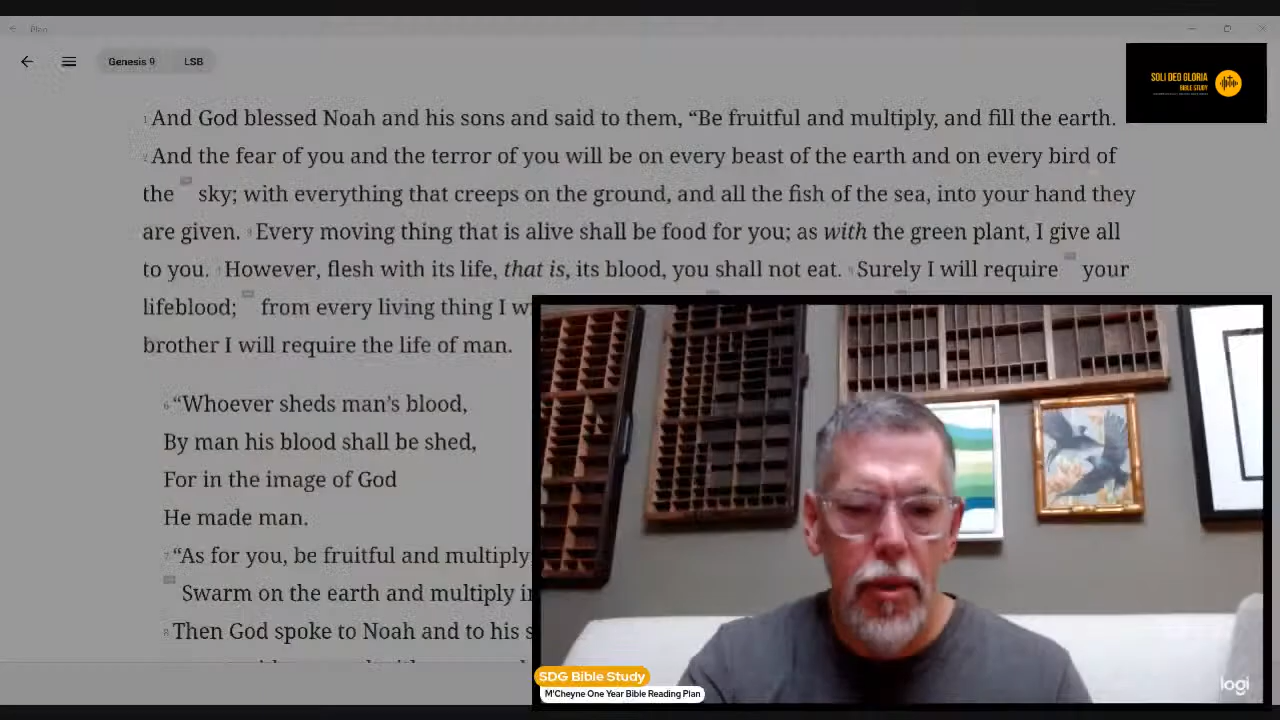 Plan
Genesis 9 LSB
SOLI DEO GLORIA
BIBLE STUDY
1 And God blessed Noah and his sons and said to them, “Be fruitful and multiply, and fill the earth.
2 And the fear of you and the terror of you will be on every beast of the earth and on every bird of
the sky; with everything that creeps on the ground, and all the fish of the sea, into your hand they
are given. 3 Every moving thing that is alive shall be food for you; as with the green plant, I give all
to you. 4 However, flesh with its life, that is, its blood, you shall not eat. 5 Surely I will require your
lifeblood; from every living thing I
brother I will require the life of man.
6 “Whoever sheds man’s blood,
By man his blood shall be shed,
For in the image of God
He made man.
7 “As for you, be fruitful and multiply
Swarm on the earth and multiply
8 Then God spoke to Noah and to his
SDG Bible Study
M'Cheyne One Year Bible Reading Plan
logi